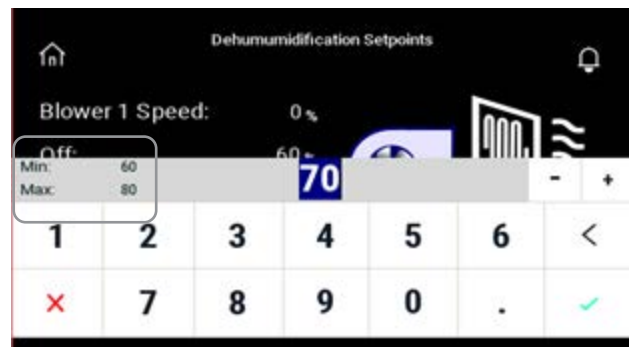 Dehumumidification Setpoints
Blower 1 Speed: 0 %
Off: 60 %
Min: 60
Max: 80
70
- +
1 2 3 4 5 6 <
× 7 8 9 0 . ✓